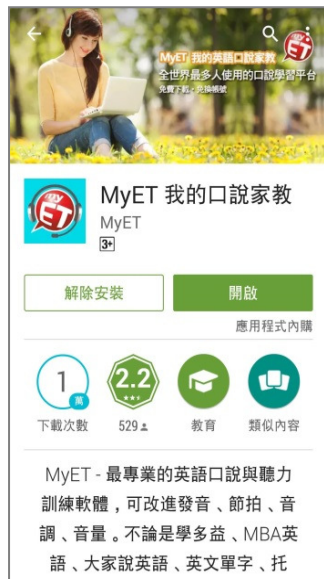 MyET 我的英語口說家教
全世界最多人使用的口說學習平台
免費下載、免換帳號
my
ET
my
ET
MyET 我的口說家教
MyET
3+
解除安裝
開啟
應用程式內購
1
萬
2.2
下載次數
529
教育
類似內容
MyET - 最專業的英語口說與聽力
訓練軟體，可改進發音、節拍、音
調、音量。不論是學多益、MBA英
語、大家說英語、英文單字、托